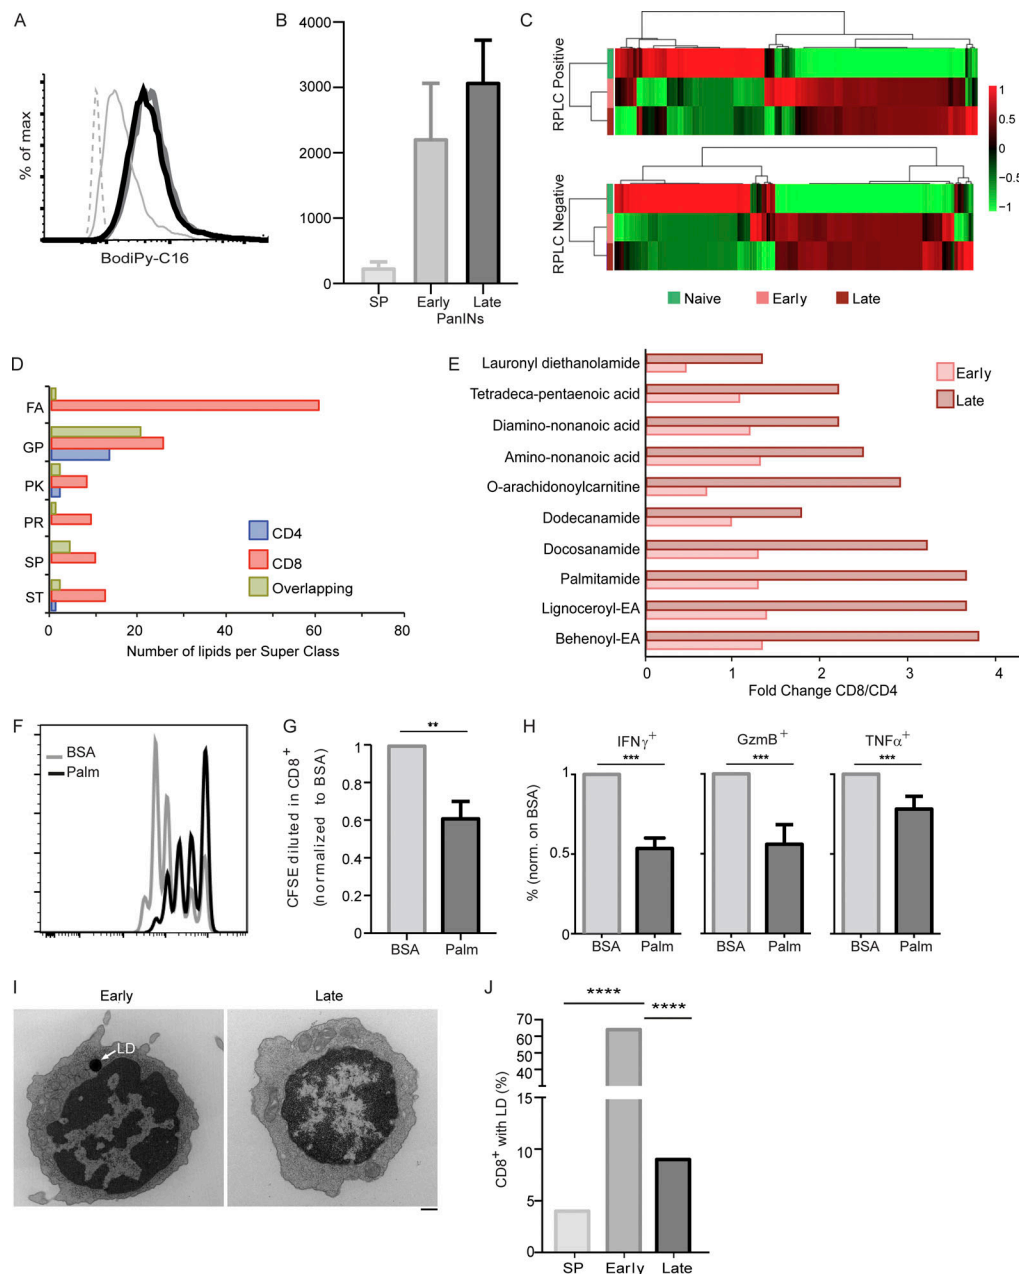 A
% of max
BodiPy-C16
B
4000
3000
2000
1000
0
SP Early Late
PanINs
C
RPLC Positive
RPLC Negative
1
0.5
0
−0.5
−1
Naive Early Late
D
FA
GP
PK
PR
SP
ST
CD4
CD8
Overlapping
0 20 40 60 80
Number of lipids per Super Class
E
Lauronyl diethanolamide
Tetradeca-pentaenoic acid
Diamino-nonanoic acid
Amino-nonanoic acid
O-arachidonoylcarnitine
Dodecanamide
Docosanamide
Palmitamide
Lignoceroyl-EA
Behenoyl-EA
Early
Late
0 1 2 3 4
Fold Change CD8/CD4
F
BSA
Palm
G
**
CFSE diluted in CD8+
(normalized to BSA)
1
0.8
0.6
0.4
0.2
0
BSA Palm
H
IFNγ+ GzmB+ TNFα+
*** *** ***
% (norm. on BSA)
1
0.5
0
BSA Palm BSA Palm BSA Palm
I
Early Late
LD
J
**** ****
CD8+ with LD (%)
70
60
50
40
15
10
5
0
SP Early Late